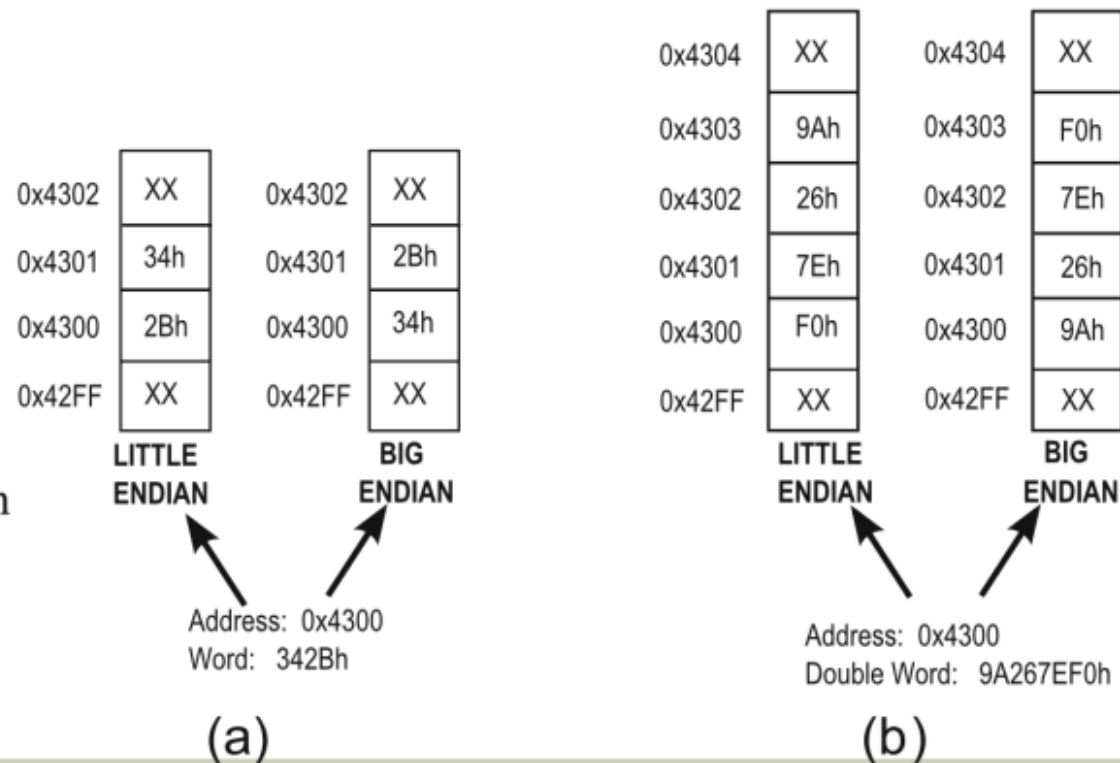 0x4302 XX
0x4301 34h
0x4300 2Bh
0x42FF XX
LITTLE
ENDIAN
0x4302 XX
0x4301 2Bh
0x4300 34h
0x42FF XX
BIG
ENDIAN
Address: 0x4300
Word: 342Bh
(a)
0x4304 XX
0x4303 9Ah
0x4302 26h
0x4301 7Eh
0x4300 F0h
0x42FF XX
LITTLE
ENDIAN
0x4304 XX
0x4303 F0h
0x4302 7Eh
0x4301 26h
0x4300 9Ah
0x42FF XX
BIG
ENDIAN
Address: 0x4300
Double Word: 9A267EF0h
(b)